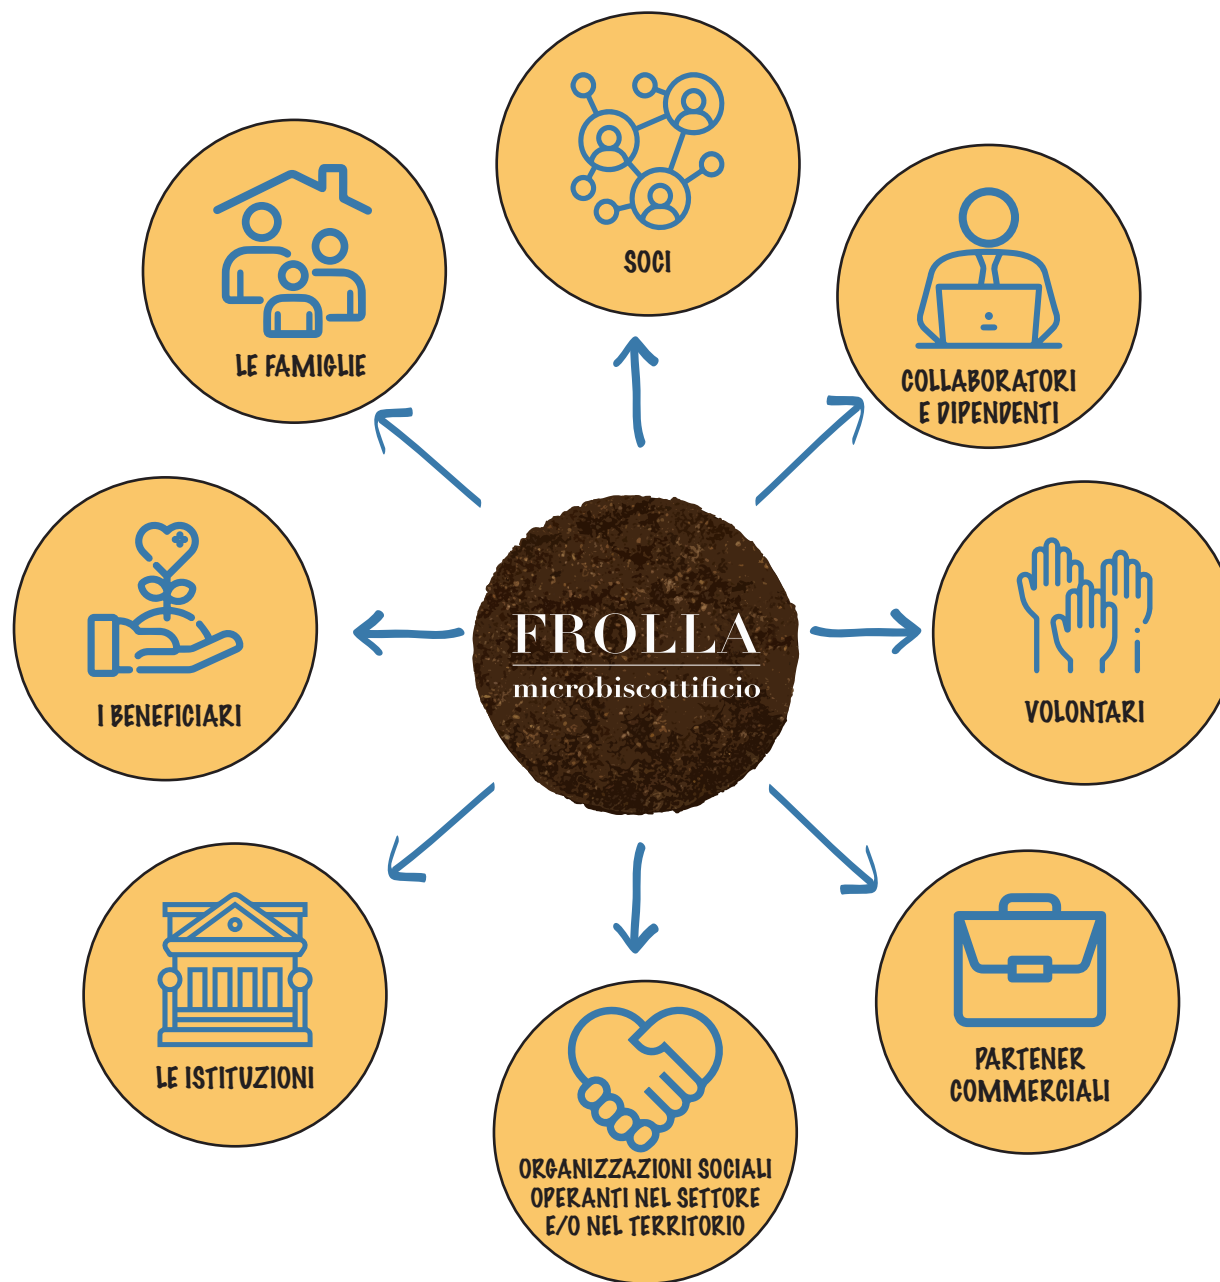 SOCI
LE FAMIGLIE
COLLABORATORI
E DIPENDENTI
FROLLA
microbiscottificio
I BENEFICIARI
VOLONTARI
LE ISTITUZIONI
PARTENER
COMMERCIALI
ORGANIZZAZIONI SOCIALI
OPERANTI NEL SETTORE
E/O NEL TERRITORIO